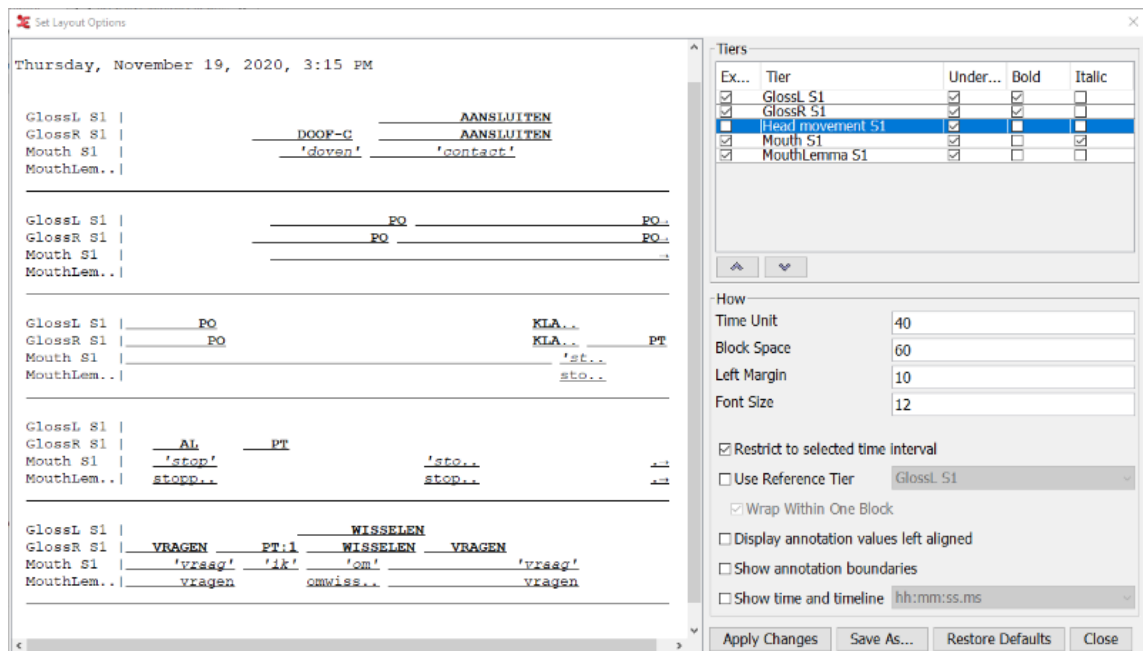 Set Layout Options
Thursday, November 19, 2020, 3:15 PM
GlossL S1 | AANSLUITEN
GlossR S1 | DOOF-C AANSLUITEN
Mouth S1 | 'doven' 'contact'
MouthLem..|
GlossL S1 | PO PO→
GlossR S1 | PO PO→
Mouth S1 | →
MouthLem..|
GlossL S1 | PO KLA..
GlossR S1 | PO KLA.. PT
Mouth S1 | 'st..
MouthLem..| sto..
GlossL S1 |
GlossR S1 | AL PT
Mouth S1 | 'stop' 'sto.. .→
MouthLem..| stopp.. stop.. .→
GlossL S1 | WISSELEN
GlossR S1 | VRAGEN PT:1 WISSELEN VRAGEN
Mouth S1 | 'vraag' 'ik' 'om' 'vraag'
MouthLem..| vragen omwiss.. vragen
Tiers
Ex... Tier Under... Bold Italic
GlossL S1
GlossR S1
Head movement S1
Mouth S1
MouthLemma S1
How
Time Unit 40
Block Space 60
Left Margin 10
Font Size 12
Restrict to selected time interval
Use Reference Tier GlossL S1
Wrap Within One Block
Display annotation values left aligned
Show annotation boundaries
Show time and timeline hh:mm:ss.ms
Apply Changes Save As... Restore Defaults Close